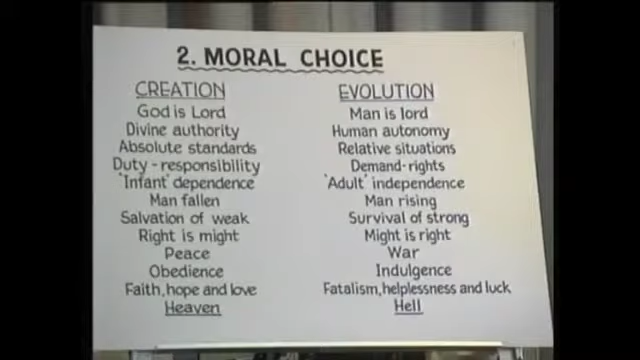 2. MORAL CHOICE
CREATION EVOLUTION
God is Lord Man is lord
Divine authority Human autonomy
Absolute standards Relative situations
Duty - responsibility Demand - rights
'Infant' dependence 'Adult' independence
Man fallen Man rising
Salvation of weak Survival of strong
Right is might Might is right
Peace War
Obedience Indulgence
Faith, hope and love Fatalism, helplessness and luck
Heaven Hell